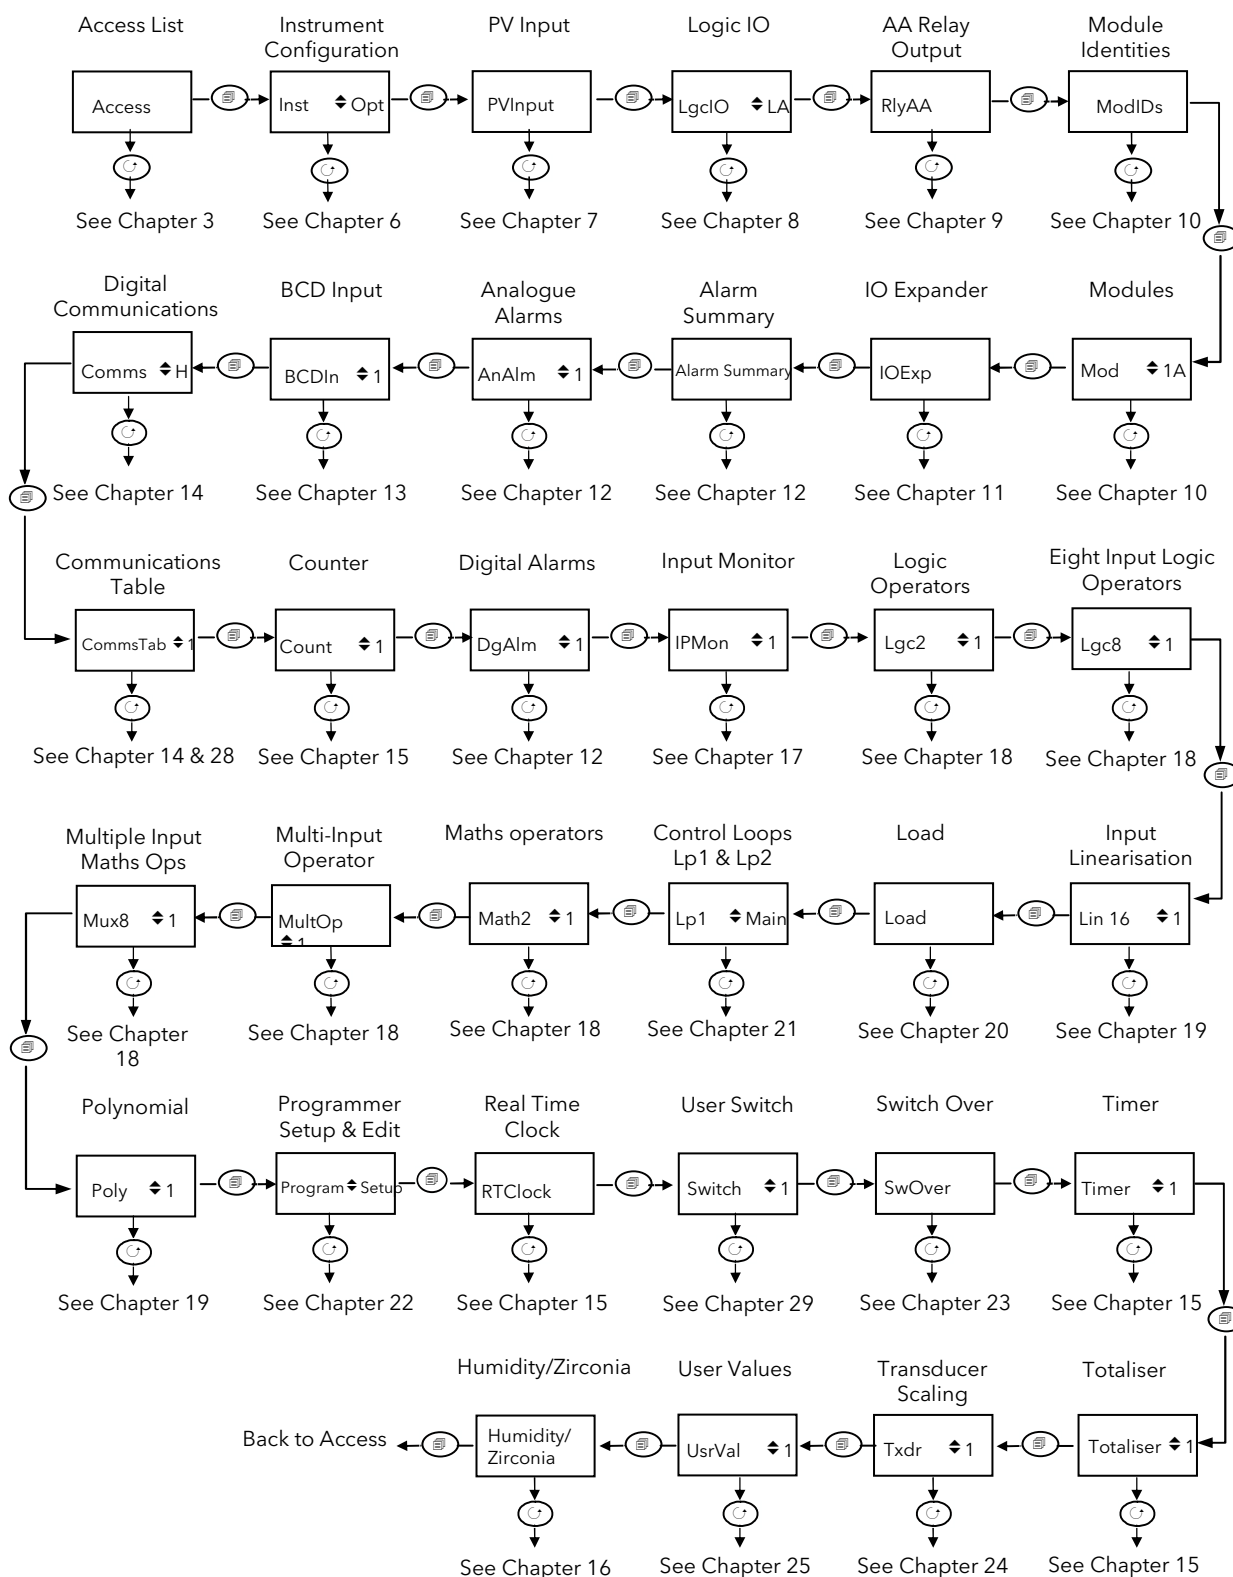 Access List
Instrument
Configuration
PV Input
Logic IO
AA Relay
Output
Module
Identities
Access
Inst Opt
PVInput
LgcIO LA
RlyAA
ModIDs
See Chapter 3
See Chapter 6
See Chapter 7
See Chapter 8
See Chapter 9
See Chapter 10
Digital
Communications
BCD Input
Analogue
Alarms
Alarm
Summary
IO Expander
Modules
Comms H
BCDIn 1
AnAlm 1
Alarm Summary
IOExp
Mod 1A
See Chapter 14
See Chapter 13
See Chapter 12
See Chapter 12
See Chapter 11
See Chapter 10
Communications
Table
Counter
Digital Alarms
Input Monitor
Logic
Operators
Eight Input Logic
Operators
CommsTab 1
Count 1
DgAlm 1
IPMon 1
Lgc2 1
Lgc8 1
See Chapter 14 & 28
See Chapter 15
See Chapter 12
See Chapter 17
See Chapter 18
See Chapter 18
Multiple Input
Maths Ops
Multi-Input
Operator
Maths operators
Control Loops
Lp1 & Lp2
Load
Input
Linearisation
Mux8 1
MultOp
1
Math2 1
Lp1 Main
Load
Lin 16 1
See Chapter
18
See Chapter 18
See Chapter 18
See Chapter 21
See Chapter 20
See Chapter 19
Polynomial
Programmer
Setup & Edit
Real Time
Clock
User Switch
Switch Over
Timer
Poly 1
Program Setup
RTClock
Switch 1
SwOver
Timer 1
See Chapter 19
See Chapter 22
See Chapter 15
See Chapter 29
See Chapter 23
See Chapter 15
Humidity/Zirconia
User Values
Transducer
Scaling
Totaliser
Back to Access
Humidity/
Zirconia
UsrVal 1
Txdr 1
Totaliser 1
See Chapter 16
See Chapter 25
See Chapter 24
See Chapter 15